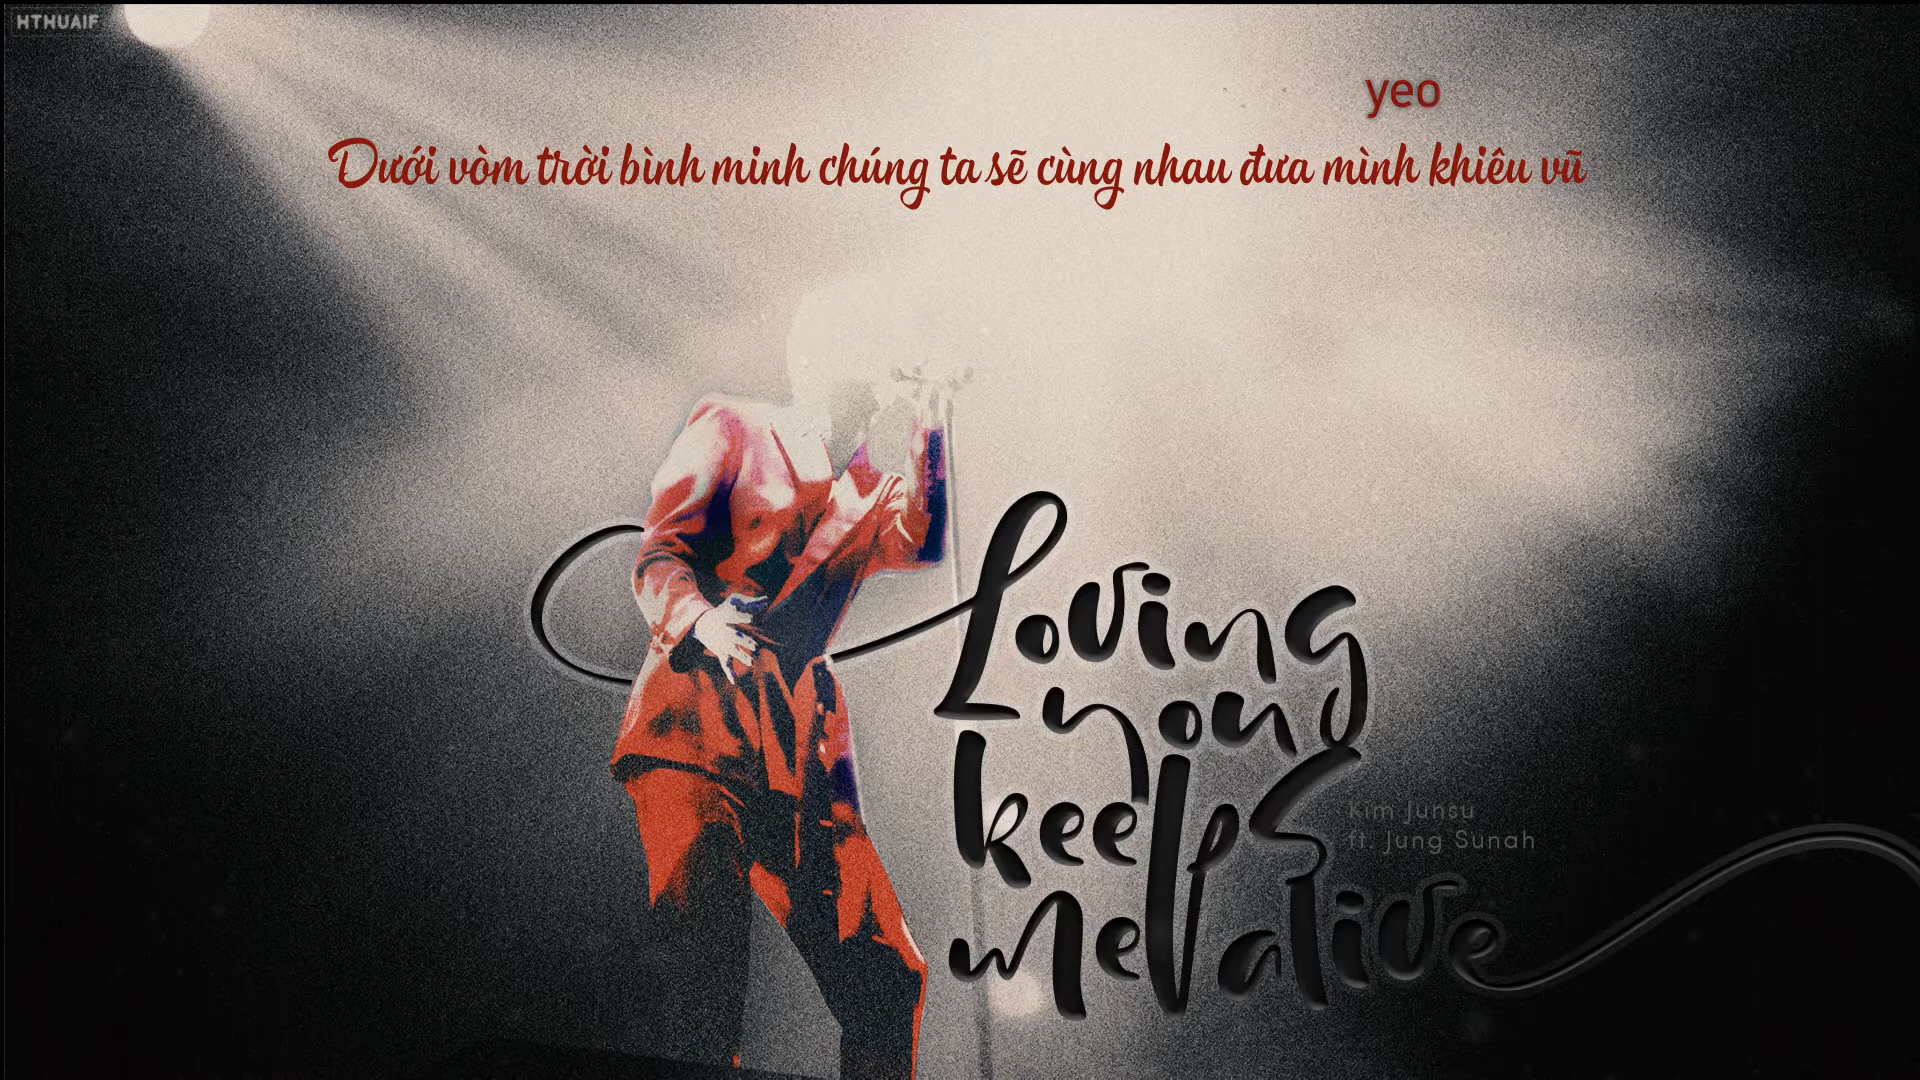 HTHUAIF
yeo
Dưới vòm trời bình minh chúng ta sẽ cùng nhau đưa mình khiêu vũ
Loving
you
keeps
me alive
Kim Junsu
ft. Jung Sunah